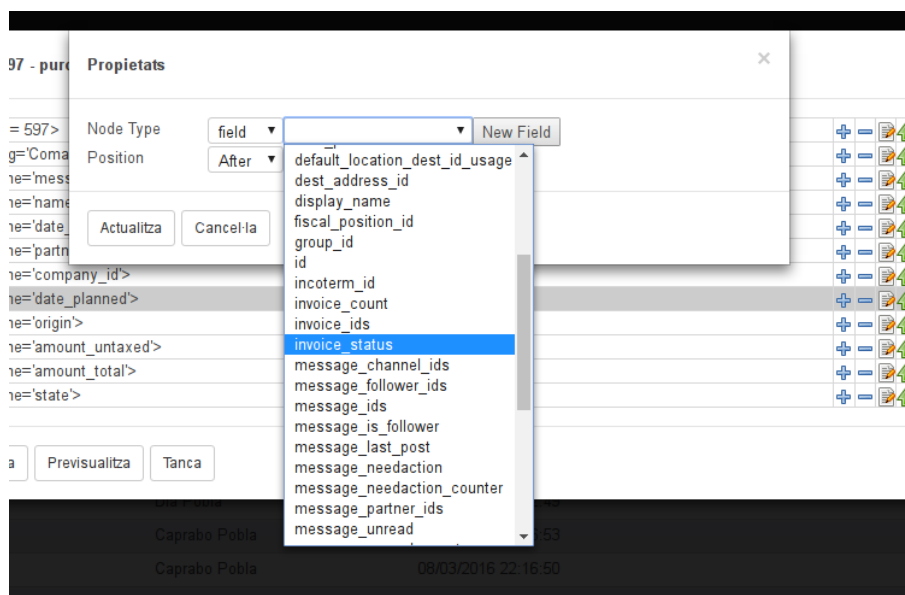 97 - purc
Propietats
×
= 597>
Node Type
field
New Field
g='Coma
Position
After
ne='mess
ne='name
ne='date_
Actualitza
Cancel·la
ne='partn
ne='company_id'>
ne='date_planned'>
ne='origin'>
ne='amount_untaxed'>
ne='amount_total'>
ne='state'>
default_location_dest_id_usage
dest_address_id
display_name
fiscal_position_id
group_id
id
incoterm_id
invoice_count
invoice_ids
invoice_status
message_channel_ids
message_follower_ids
message_ids
message_is_follower
message_last_post
message_needaction
message_needaction_counter
message_partner_ids
message_unread
a
Previsualitza
Tanca
Caprabo Pobla
6:53
Caprabo Pobla
08/03/2016 22:16:50